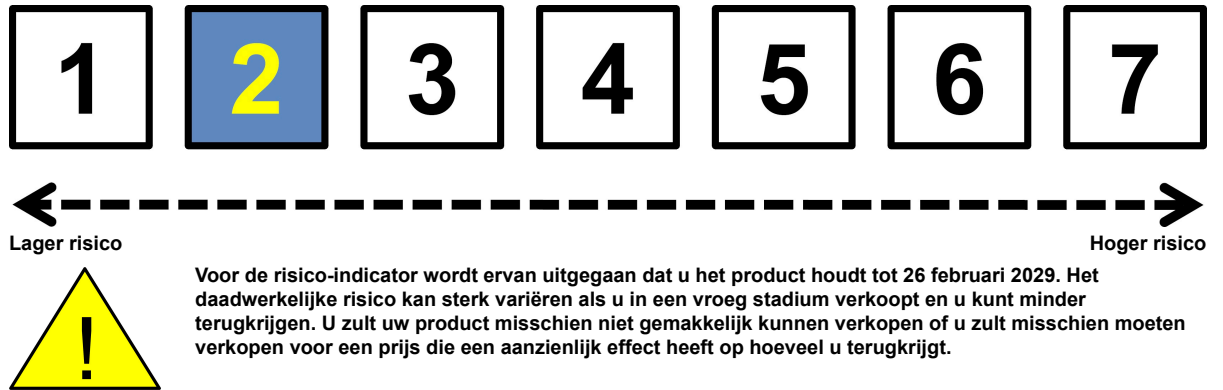 1 2 3 4 5 6 7
Lager risico Hoger risico
!
Voor de risico-indicator wordt ervan uitgegaan dat u het product houdt tot 26 februari 2029. Het
daadwerkelijke risico kan sterk variëren als u in een vroeg stadium verkoopt en u kunt minder
terugkrijgen. U zult uw product misschien niet gemakkelijk kunnen verkopen of u zult misschien moeten
verkopen voor een prijs die een aanzienlijk effect heeft op hoeveel u terugkrijgt.